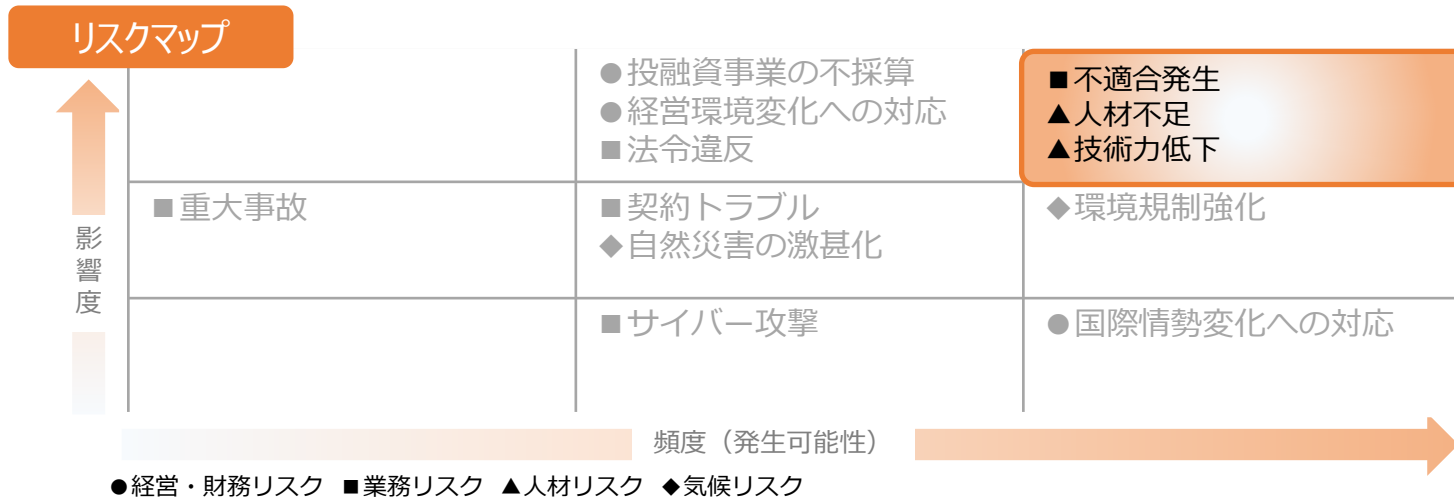 リスクマップ
●投融資事業の不採算
●経営環境変化への対応
■法令違反
■不適合発生
▲人材不足
▲技術力低下
■重大事故
■契約トラブル
◆自然災害の激甚化
◆環境規制強化
影響度
■サイバー攻撃
●国際情勢変化への対応
頻度（発生可能性）
●経営・財務リスク ■業務リスク ▲人材リスク ◆気候リスク